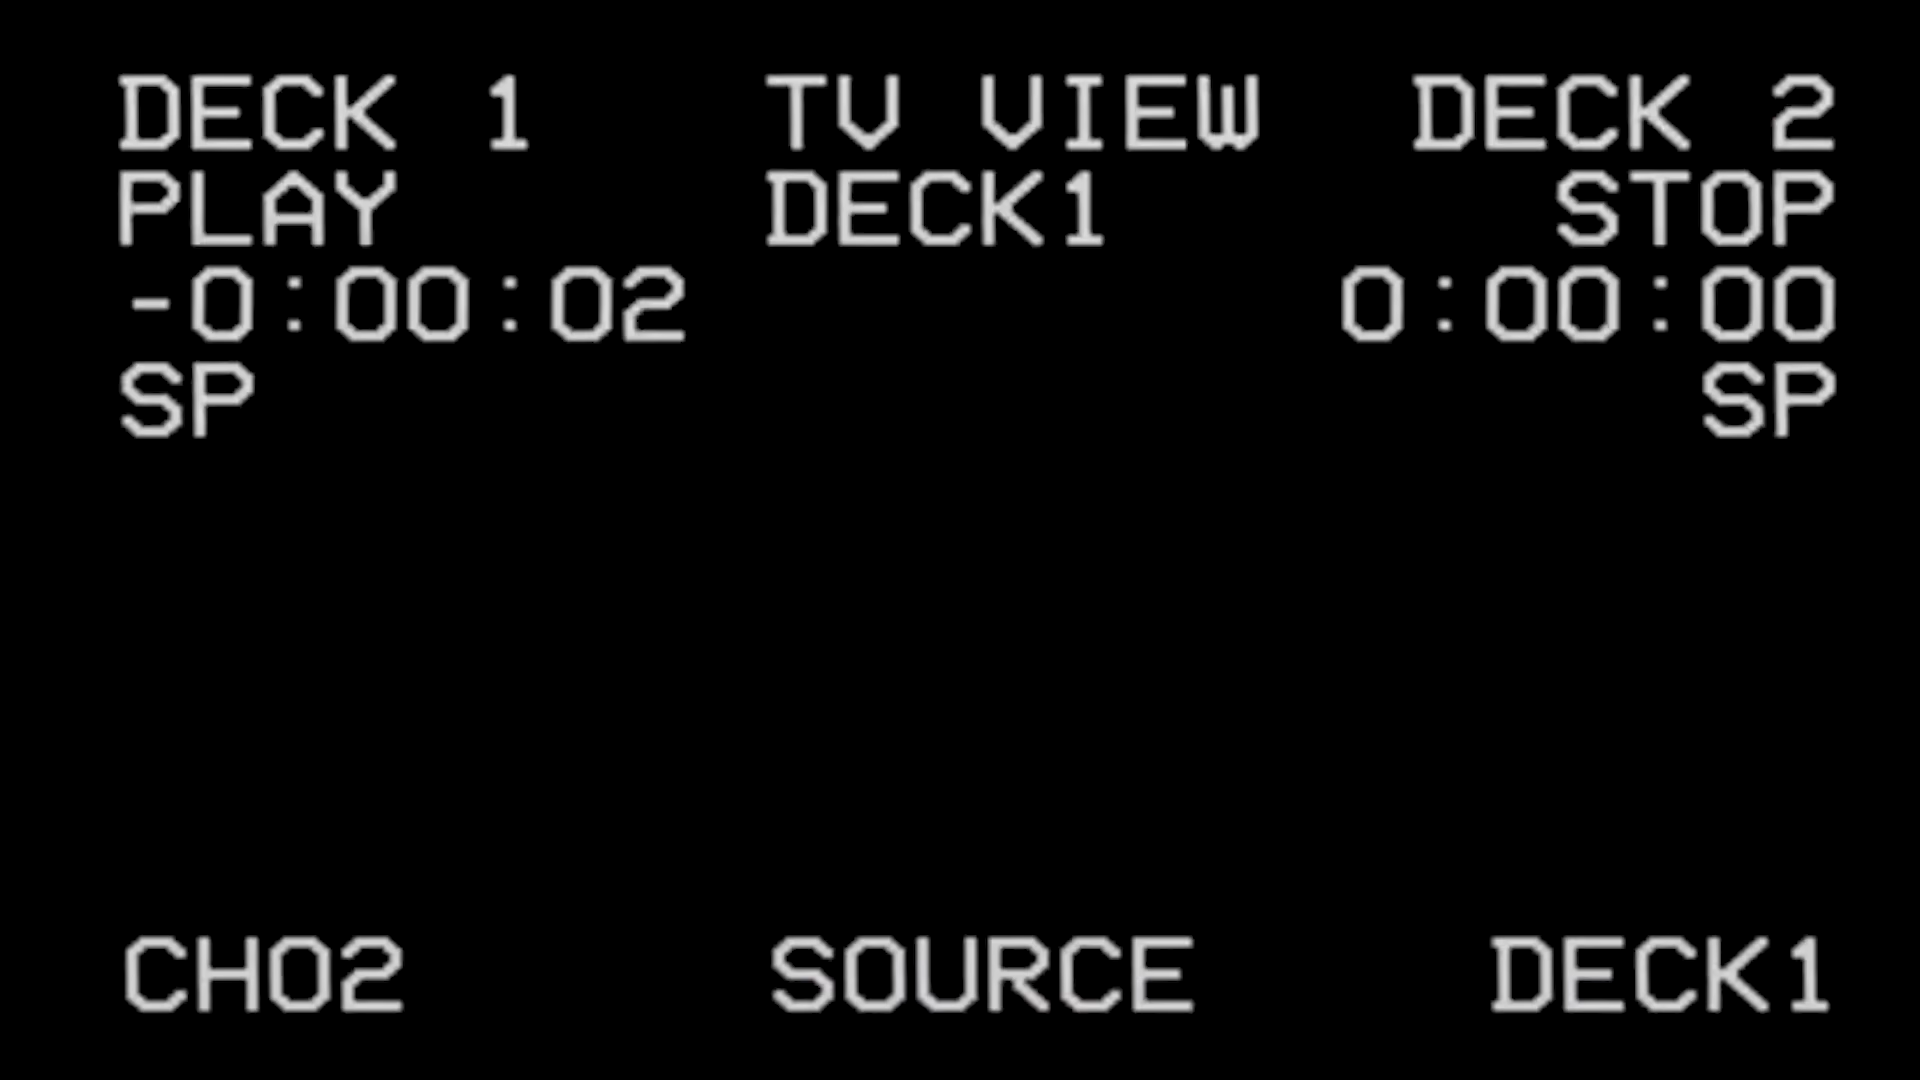 DECK 1 TV VIEW DECK 2
PLAY DECK1 STOP
-0:00:02 0:00:00
SP SP
CH02 SOURCE DECK1